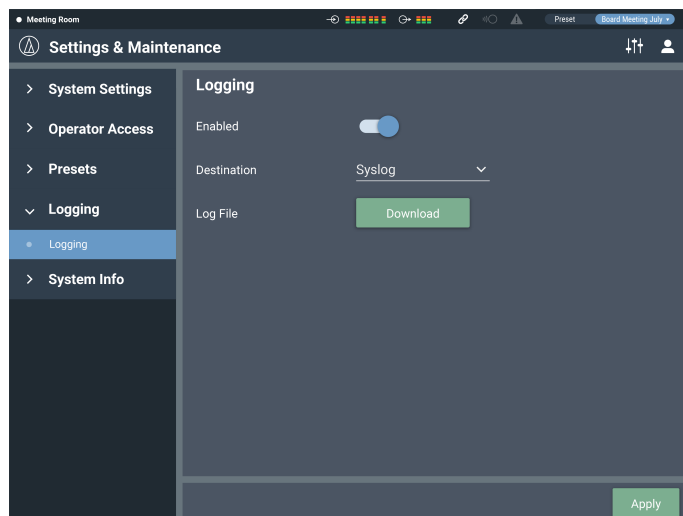 Meeting Room
Preset
Board Meeting July
Settings & Maintenance
System Settings
Operator Access
Presets
Logging
Logging
System Info
Logging
Enabled
Destination
Syslog
Log File
Download
Apply